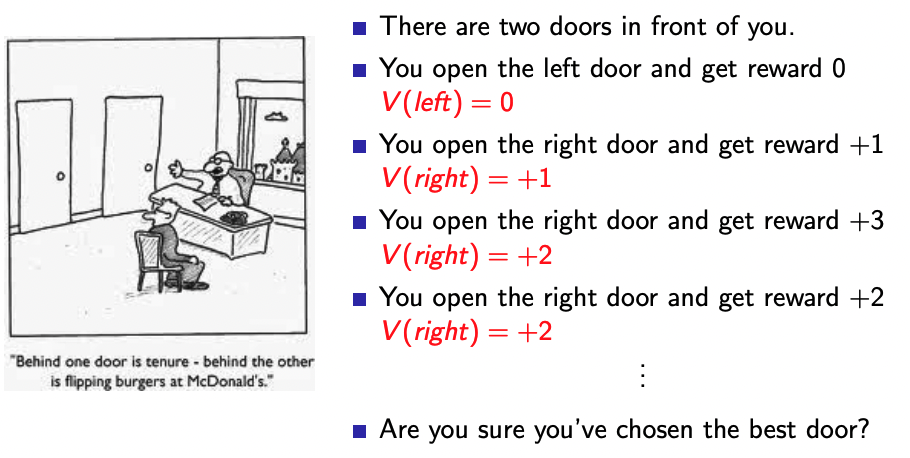 There are two doors in front of you.
You open the left door and get reward 0
V(left) = 0
You open the right door and get reward +1
V(right) = +1
You open the right door and get reward +3
V(right) = +2
You open the right door and get reward +2
V(right) = +2
⋮
Are you sure you've chosen the best door?
"Behind one door is tenure - behind the other
is flipping burgers at McDonald's."